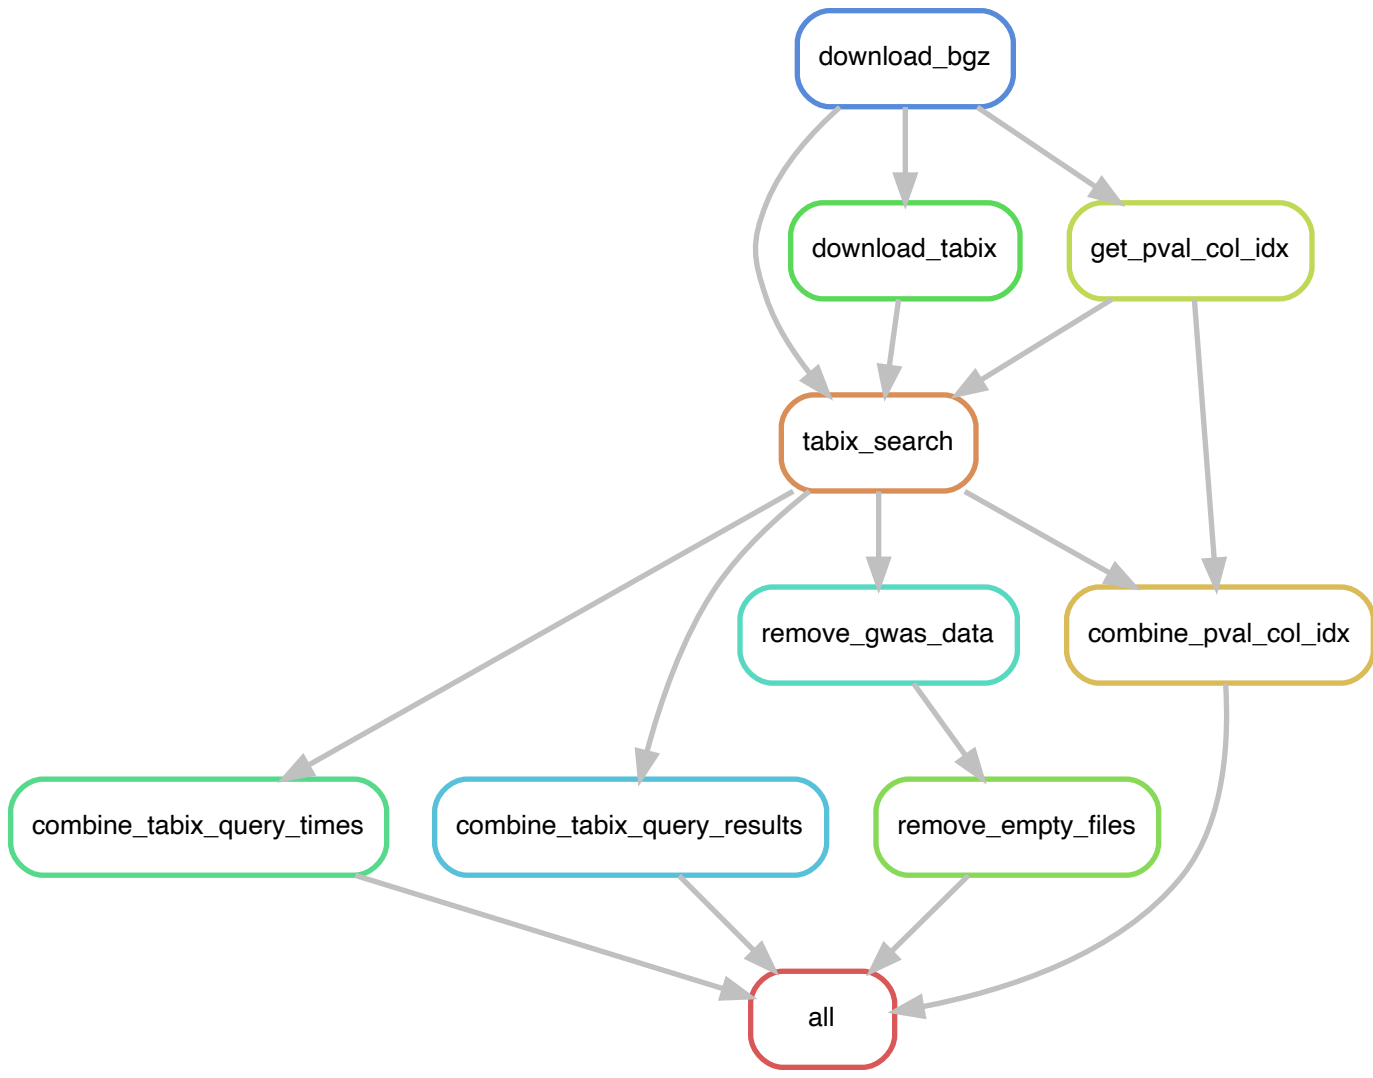 download_bgz
download_tabix
get_pval_col_idx
tabix_search
remove_gwas_data
combine_pval_col_idx
combine_tabix_query_times
combine_tabix_query_results
remove_empty_files
all